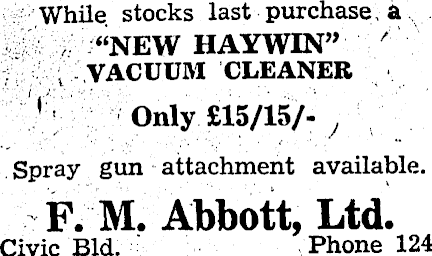 While stocks last purchase a
"NEW HAYWIN"
VACUUM CLEANER
Only £15/15/-
Spray gun attachment available.
F. M. Abbott, Ltd.
Civic Bld. Phone 124